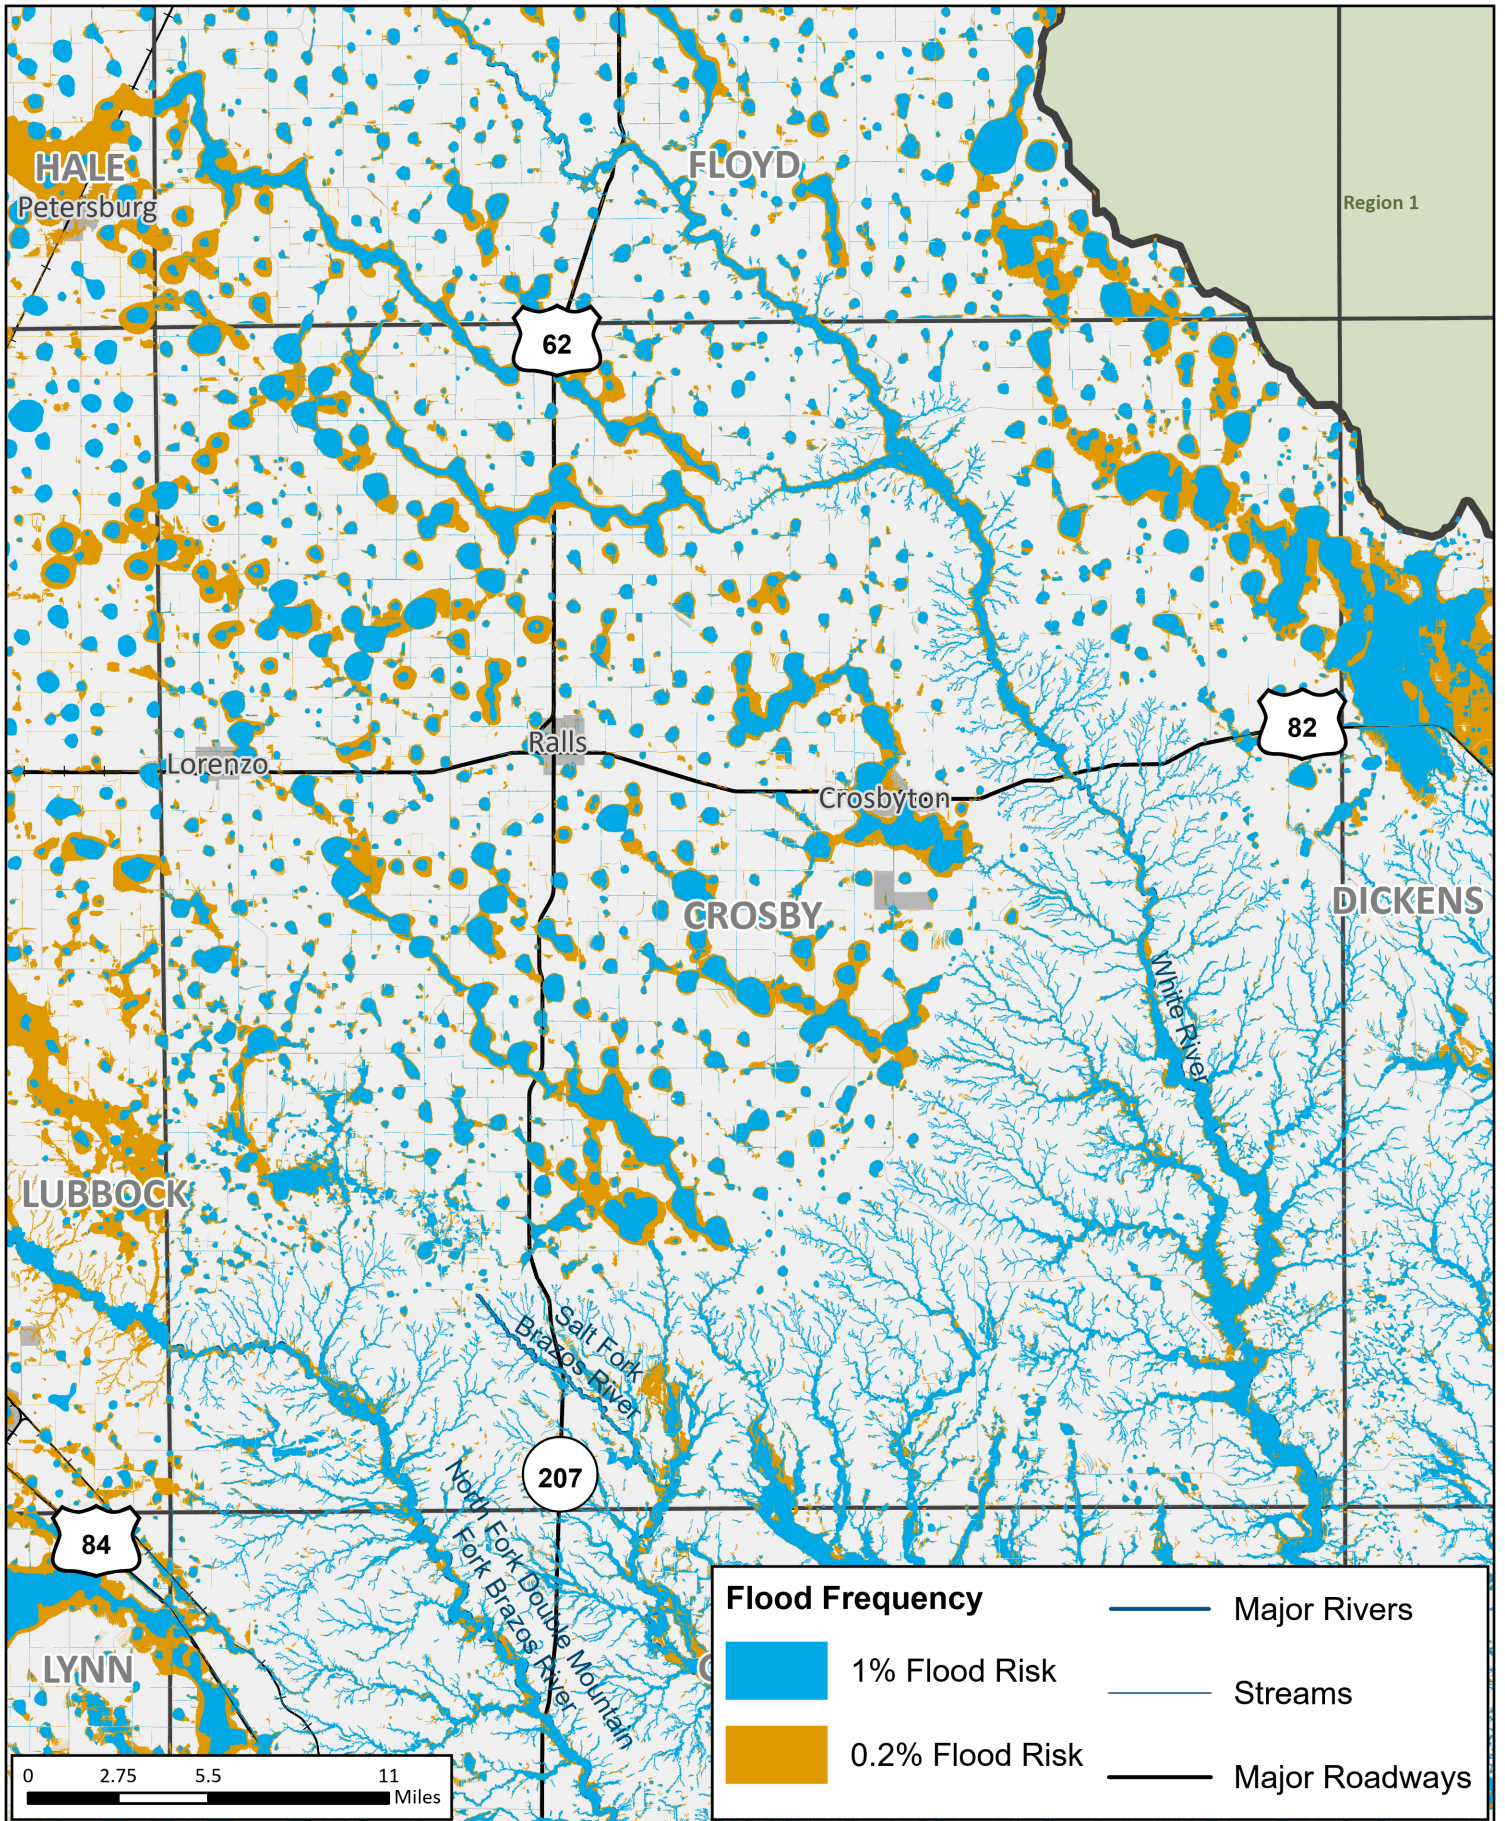 HALE
Petersburg
FLOYD
Region 1
62
82
Ralls
Lorenzo
Crosbyton
CROSBY
DICKENS
White River
LUBBOCK
Salt Fork
Brazos River
207
North Fork Double Mountain
Fork Brazos River
84
LYNN
Flood Frequency
1% Flood Risk
0.2% Flood Risk
Major Rivers
Streams
Major Roadways
0 2.75 5.5 11
Miles